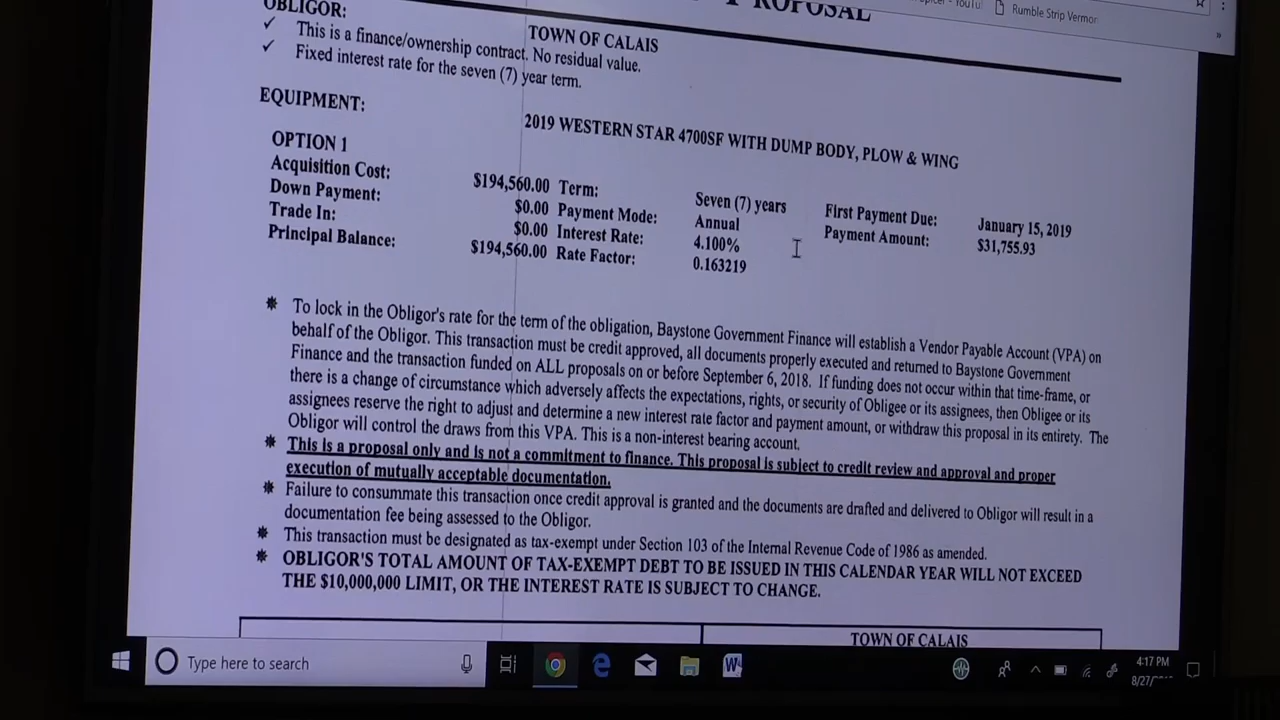 PROPOSAL
Rumble Strip Vermon
OBLIGOR:
TOWN OF CALAIS
✓ This is a finance/ownership contract. No residual value.
✓ Fixed interest rate for the seven (7) year term.
EQUIPMENT:
2019 WESTERN STAR 4700SF WITH DUMP BODY, PLOW & WING
OPTION 1
Acquisition Cost: $194,560.00 Term: Seven (7) years First Payment Due: January 15, 2019
Down Payment: $0.00 Payment Mode: Annual Payment Amount: $31,755.93
Trade In: $0.00 Interest Rate: 4.100%
Principal Balance: $194,560.00 Rate Factor: 0.163219
* To lock in the Obligor's rate for the term of the obligation, Baystone Government Finance will establish a Vendor Payable Account (VPA) on
behalf of the Obligor. This transaction must be credit approved, all documents properly executed and returned to Baystone Government
Finance and the transaction funded on ALL proposals on or before September 6, 2018. If funding does not occur within that time-frame, or
there is a change of circumstance which adversely affects the expectations, rights, or security of Obligee or its assignees, then Obligee or its
assignees reserve the right to adjust and determine a new interest rate factor and payment amount, or withdraw this proposal in its entirety. The
Obligor will control the draws from this VPA. This is a non-interest bearing account.
* This is a proposal only and is not a commitment to finance. This proposal is subject to credit review and approval and proper
execution of mutually acceptable documentation.
* Failure to consummate this transaction once credit approval is granted and the documents are drafted and delivered to Obligor will result in a
documentation fee being assessed to the Obligor.
* This transaction must be designated as tax-exempt under Section 103 of the Internal Revenue Code of 1986 as amended.
* OBLIGOR'S TOTAL AMOUNT OF TAX-EXEMPT DEBT TO BE ISSUED IN THIS CALENDAR YEAR WILL NOT EXCEED
THE $10,000,000 LIMIT, OR THE INTEREST RATE IS SUBJECT TO CHANGE.
TOWN OF CALAIS
Type here to search
4:17 PM
8/27/